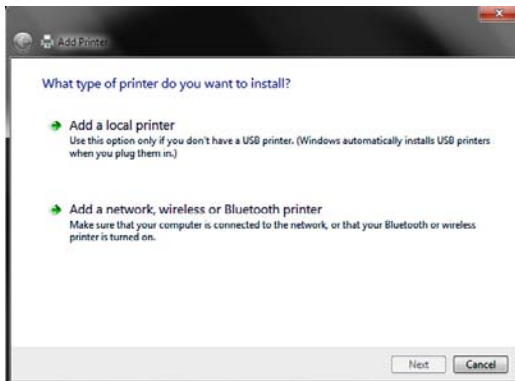 Add Printer
What type of printer do you want to install?
Add a local printer
Use this option only if you don't have a USB printer. (Windows automatically installs USB printers
when you plug them in.)
Add a network, wireless or Bluetooth printer
Make sure that your computer is connected to the network, or that your Bluetooth or wireless
printer is turned on.
Next
Cancel